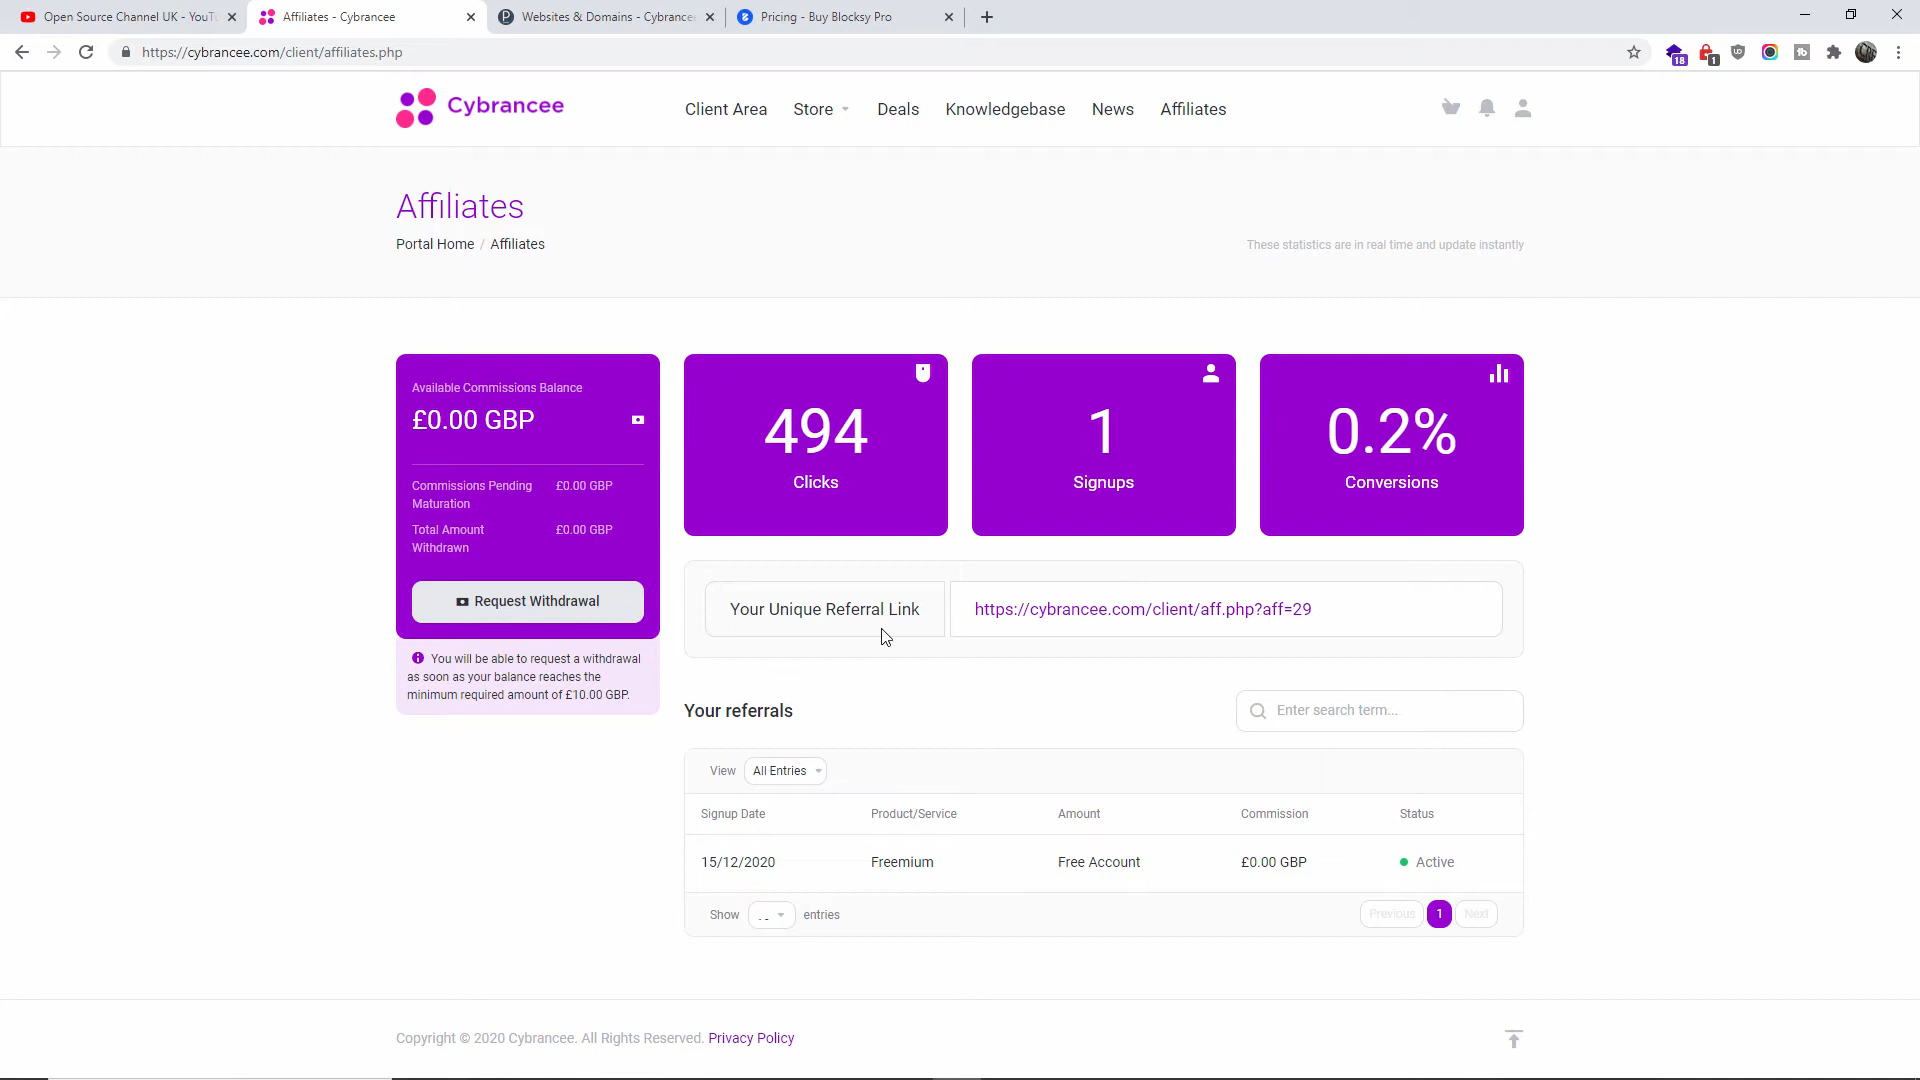 Open Source Channel UK - YouTu
Affiliates - Cybrancee
Websites & Domains - Cybrancee
Pricing - Buy Blocksy Pro
https://cybrancee.com/client/affiliates.php
18
1
Cybrancee
Client Area
Store
Deals
Knowledgebase
News
Affiliates
Affiliates
Portal Home / Affiliates
These statistics are in real time and update instantly
Available Commissions Balance
£0.00 GBP
Commissions Pending £0.00 GBP
Maturation
Total Amount £0.00 GBP
Withdrawn
Request Withdrawal
You will be able to request a withdrawal
as soon as your balance reaches the
minimum required amount of £10.00 GBP.
494
Clicks
1
Signups
0.2%
Conversions
Your Unique Referral Link
https://cybrancee.com/client/aff.php?aff=29
Your referrals
Enter search term...
View All Entries
Signup Date Product/Service Amount Commission Status
15/12/2020 Freemium Free Account £0.00 GBP Active
Show entries
Previous 1 Next
Copyright © 2020 Cybrancee. All Rights Reserved. Privacy Policy